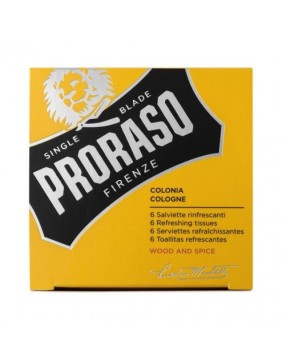 SINGLE BLADE
PRORASO
FIRENZE
COLONIA
COLOGNE
6 Salviette rinfrescanti
6 Refreshing tissues
6 Serviettes rafraîchissantes
6 Toallitas refrescantes
WOOD AND SPICE